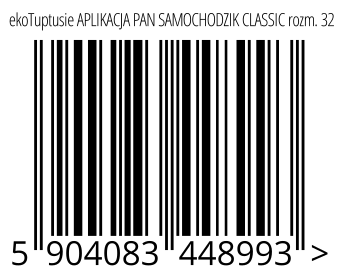 ekoTuptusie APLIKACJA PAN SAMOCHODZIK CLASSIC rozm. 32
5 904083 448993 >